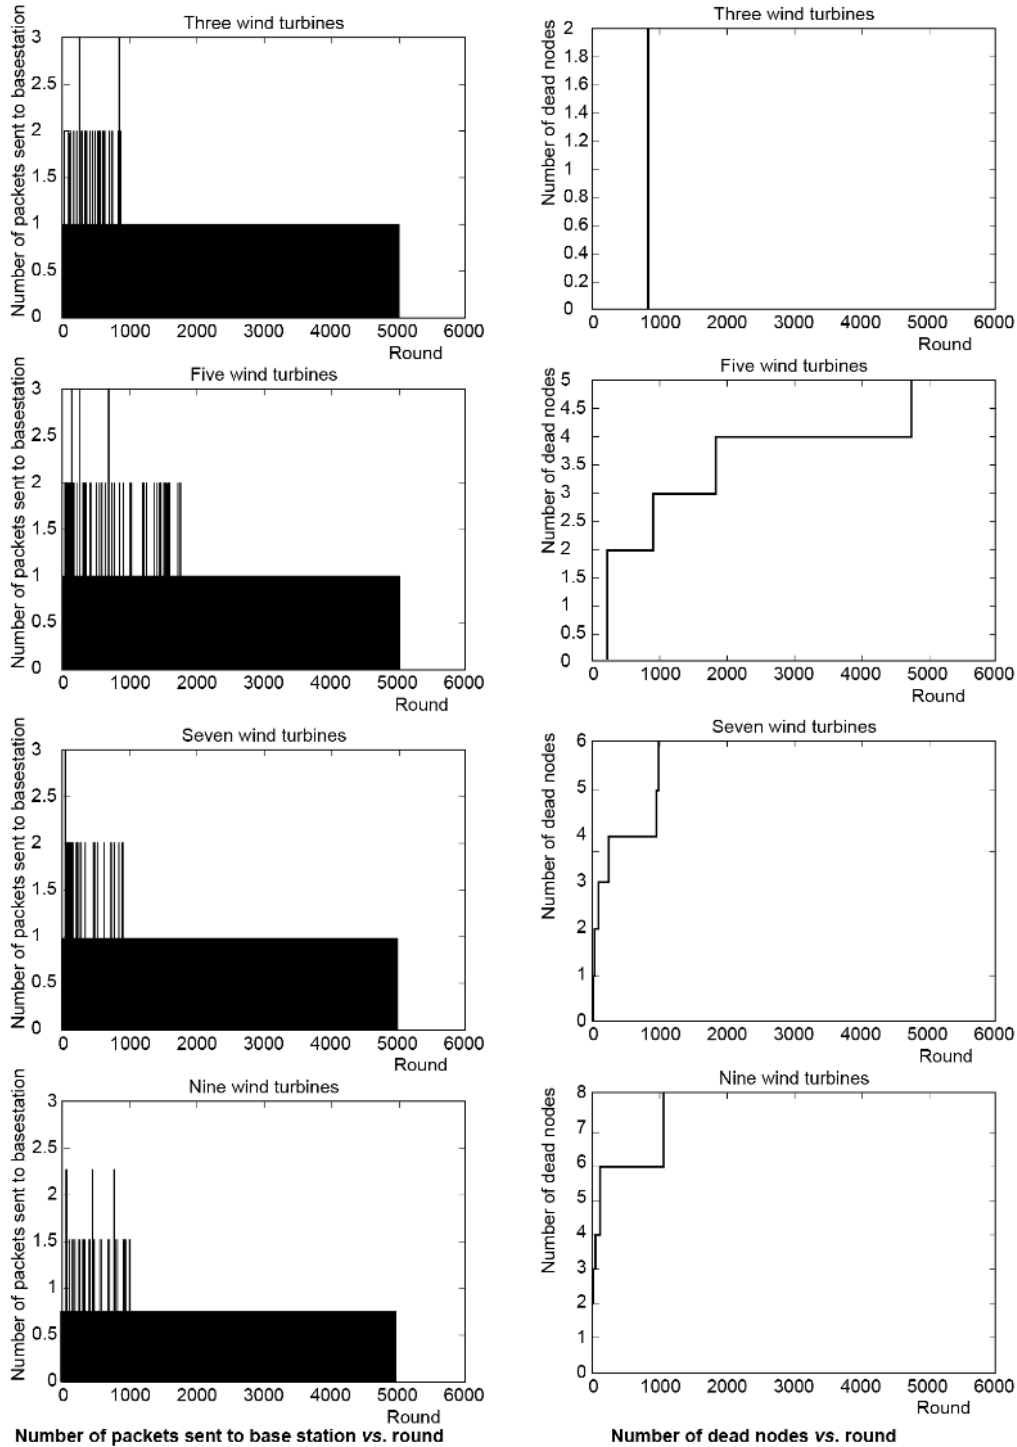 Three wind turbines
Number of packets sent to basestation
3
2.5
2
1.5
1
0.5
0
0 1000 2000 3000 4000 5000 6000
Round
Three wind turbines
Number of dead nodes
2
1.8
1.6
1.4
1.2
1
0.8
0.6
0.4
0.2
0
0 1000 2000 3000 4000 5000 6000
Round
Five wind turbines
Number of packets sent to basestation
3
2.5
2
1.5
1
0.5
0
0 1000 2000 3000 4000 5000 6000
Round
Five wind turbines
Number of dead nodes
5
4.5
4
3.5
3
2.5
2
1.5
1
0.5
0
0 1000 2000 3000 4000 5000 6000
Round
Seven wind turbines
Number of packets sent to basestation
3
2.5
2
1.5
1
0.5
0
0 1000 2000 3000 4000 5000 6000
Round
Seven wind turbines
Number of dead nodes
6
5
4
3
2
1
0
0 1000 2000 3000 4000 5000 6000
Round
Nine wind turbines
Number of packets sent to basestation
3
2.5
2
1.5
1
0.5
0
0 1000 2000 3000 4000 5000 6000
Round
Nine wind turbines
Number of dead nodes
8
7
6
5
4
3
2
1
0
0 1000 2000 3000 4000 5000 6000
Round
Number of packets sent to base station vs. round
Number of dead nodes vs. round